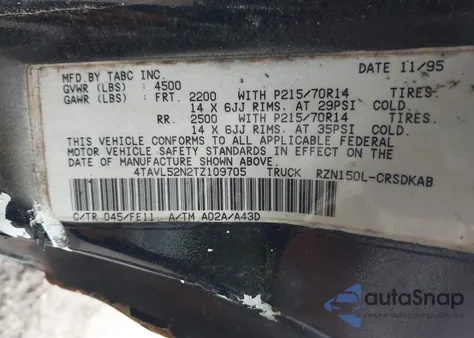 MFD.BY TABC INC. DATE 11/95
GVWR (LBS) : 4500
GAWR (LBS) : FRT. 2200 WITH P215/70R14 TIRES.
14 X 6JJ RIMS. AT 29PSI COLD.
RR. 2500 WITH P215/70R14 TIRES.
14 X 6JJ RIMS. AT 35PSI COLD.
THIS VEHICLE CONFORMS TO ALL APPLICABLE FEDERAL
MOTOR VEHICLE SAFETY STANDARDS IN EFFECT ON
THE DATE OF MANUFACTURE SHOWN ABOVE.
4TAVL52N2TZ109705 TRUCK RZN150L-CRSDKAB
C/TR 045/FE11 A/TM A02A/A43D
autoSnap